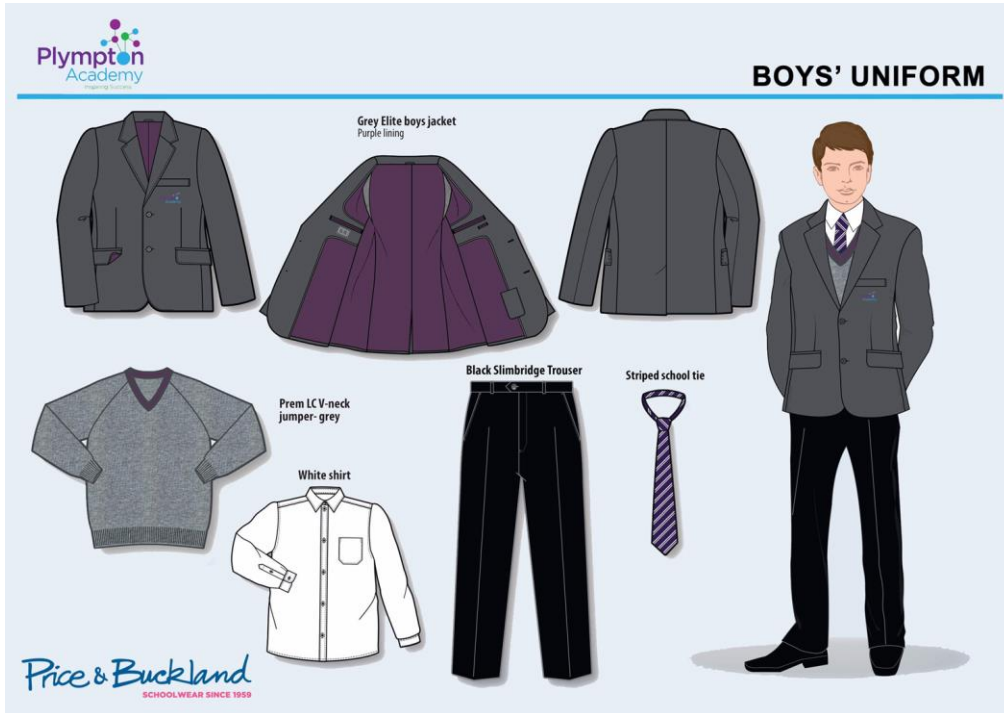 Plympton
Academy
Inspiring Success
BOYS' UNIFORM
Grey Elite boys jacket
Purple lining
Prem LC V-neck
jumper- grey
White shirt
Black Slimbridge Trouser
Striped school tie
Price & Buckland
SCHOOLWEAR SINCE 1959